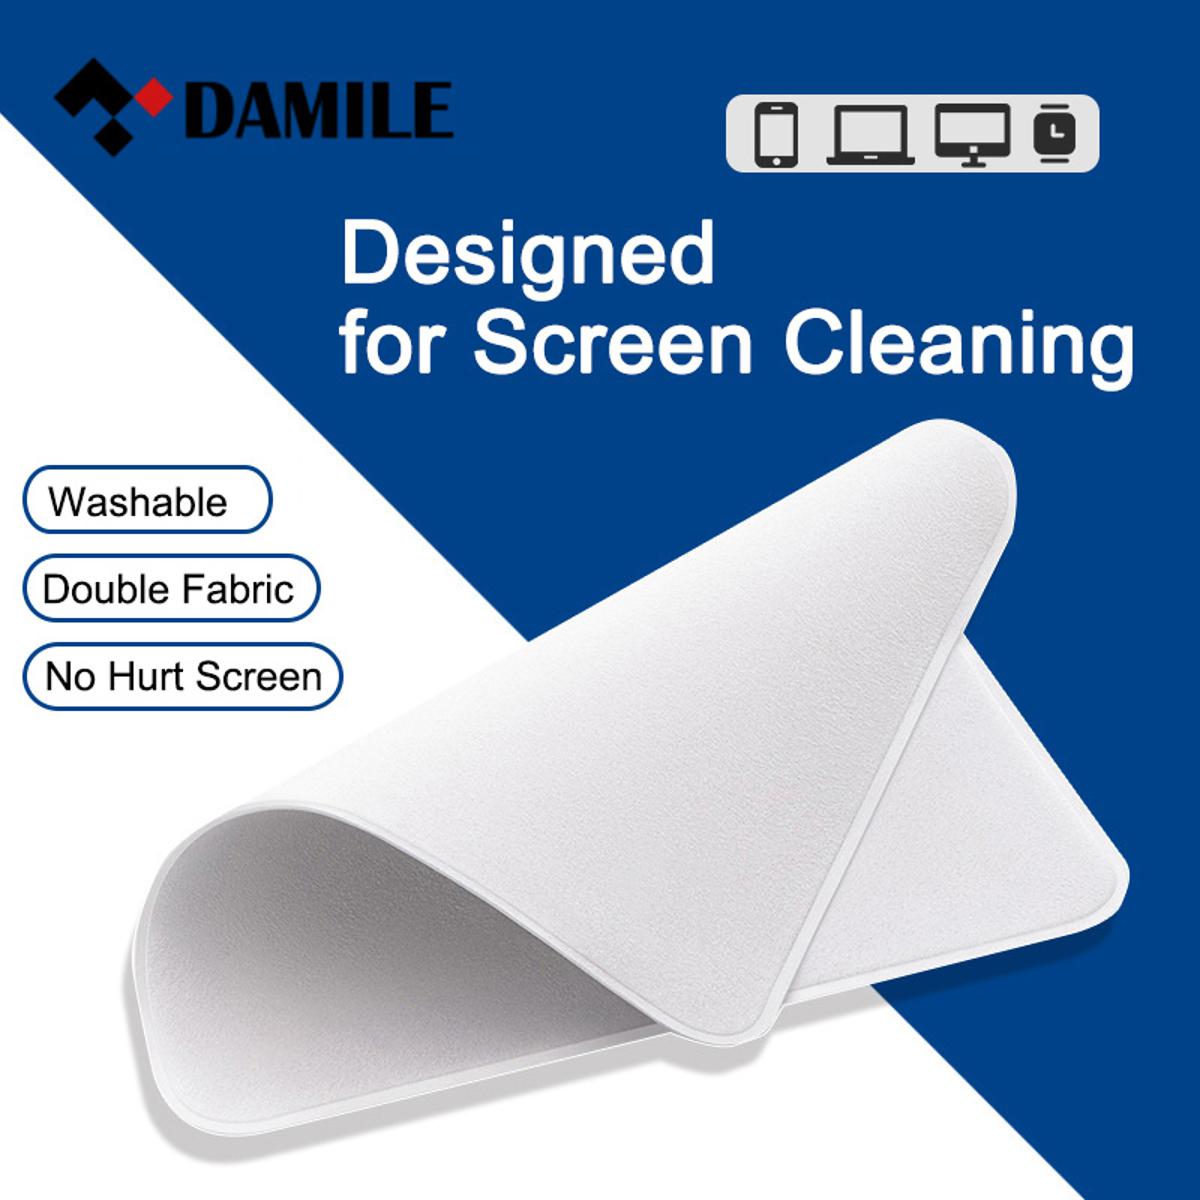 DAMILE
Designed
for Screen Cleaning
Washable
Double Fabric
No Hurt Screen